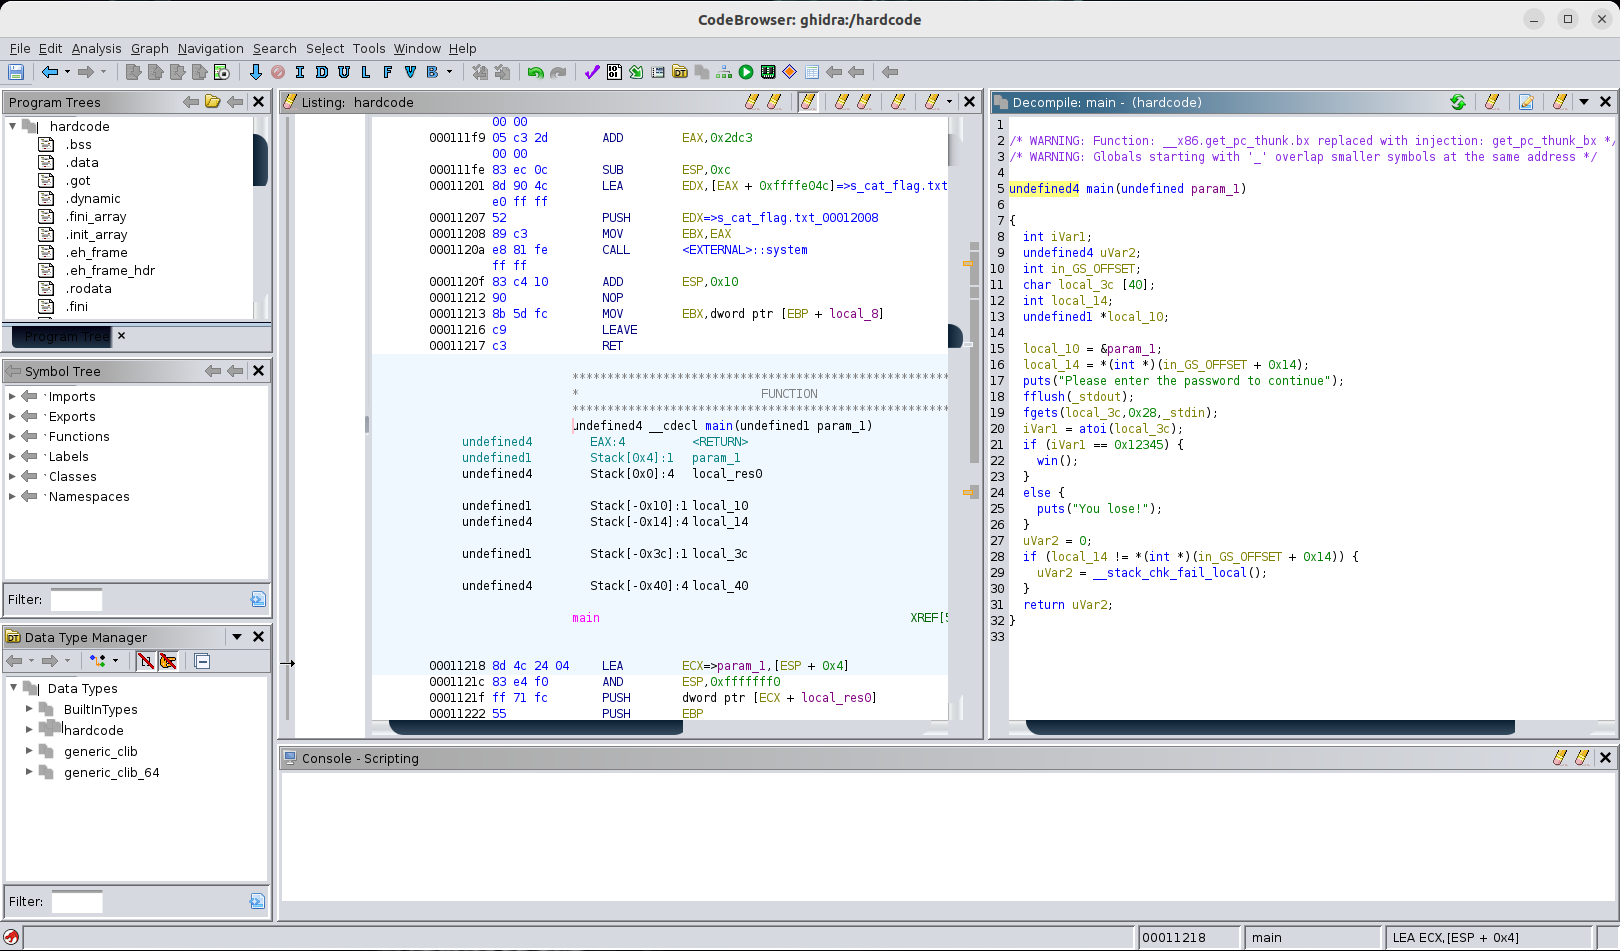 CodeBrowser: ghidra:/hardcode
File Edit Analysis Graph Navigation Search Select Tools Window Help
I D U L F V B
Program Trees
hardcode
.bss
.data
.got
.dynamic
.fini_array
.init_array
.eh_frame
.eh_frame_hdr
.rodata
.fini
Program Tree
Symbol Tree
Imports
Exports
Functions
Labels
Classes
Namespaces
Filter:
Data Type Manager
Data Types
BuiltInTypes
hardcode
generic_clib
generic_clib_64
Filter:
Listing: hardcode
00 00
000111f9 05 c3 2d ADD EAX,0x2dc3
00 00
000111fe 83 ec 0c SUB ESP,0xc
00011201 8d 90 4c LEA EDX,[EAX + 0xffffe04c]=>s_cat_flag.txt
e0 ff ff
00011207 52 PUSH EDX=>s_cat_flag.txt_00012008
00011208 89 c3 MOV EBX,EAX
0001120a e8 81 fe CALL <EXTERNAL>::system
ff ff
0001120f 83 c4 10 ADD ESP,0x10
00011212 90 NOP
00011213 8b 5d fc MOV EBX,dword ptr [EBP + local_8]
00011216 c9 LEAVE
00011217 c3 RET
* FUNCTION
undefined4 __cdecl main(undefined1 param_1)
undefined4 EAX:4 <RETURN>
undefined1 Stack[0x4]:1 param_1
undefined4 Stack[0x0]:4 local_res0
undefined1 Stack[-0x10]:1 local_10
undefined4 Stack[-0x14]:4 local_14
undefined1 Stack[-0x3c]:1 local_3c
undefined4 Stack[-0x40]:4 local_40
main XREF[5
00011218 8d 4c 24 04 LEA ECX=>param_1,[ESP + 0x4]
0001121c 83 e4 f0 AND ESP,0xfffffff0
0001121f ff 71 fc PUSH dword ptr [ECX + local_res0]
00011222 55 PUSH EBP
Decompile: main - (hardcode)
1
2 /* WARNING: Function: __x86.get_pc_thunk.bx replaced with injection: get_pc_thunk_bx */
3 /* WARNING: Globals starting with '_' overlap smaller symbols at the same address */
4
5 undefined4 main(undefined param_1)
6
7 {
8 int iVar1;
9 undefined4 uVar2;
10 int in_GS_OFFSET;
11 char local_3c [40];
12 int local_14;
13 undefined1 *local_10;
14
15 local_10 = &param_1;
16 local_14 = *(int *)(in_GS_OFFSET + 0x14);
17 puts("Please enter the password to continue");
18 fflush(_stdout);
19 fgets(local_3c,0x28,_stdin);
20 iVar1 = atoi(local_3c);
21 if (iVar1 == 0x12345) {
22 win();
23 }
24 else {
25 puts("You lose!");
26 }
27 uVar2 = 0;
28 if (local_14 != *(int *)(in_GS_OFFSET + 0x14)) {
29 uVar2 = __stack_chk_fail_local();
30 }
31 return uVar2;
32 }
33
Console - Scripting
00011218 main LEA ECX,[ESP + 0x4]